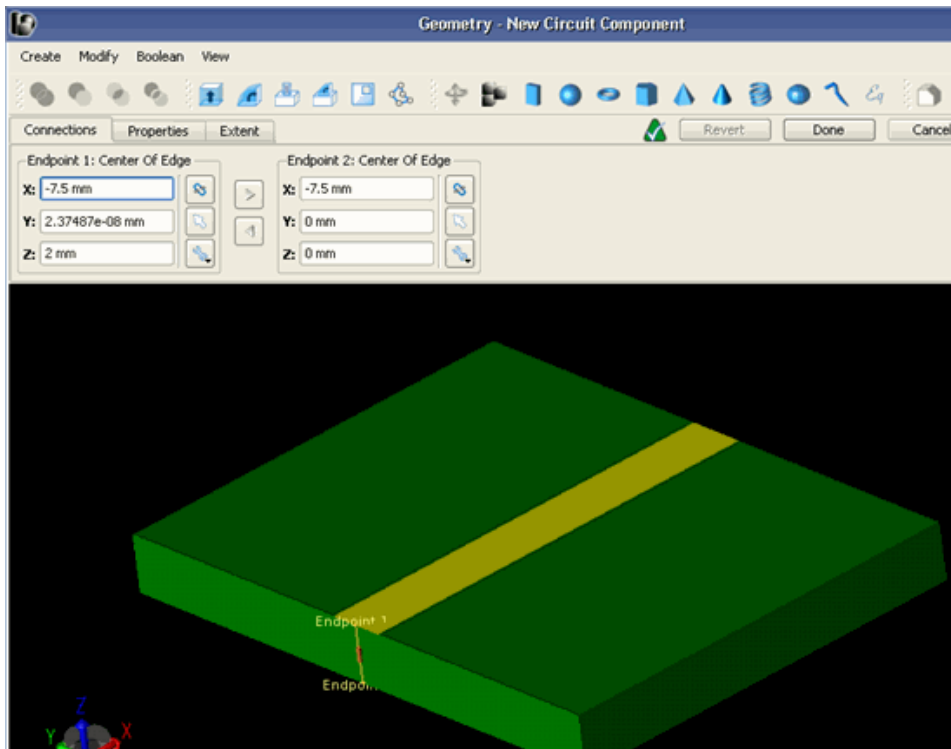 Geometry - New Circuit Component
Create Modify Boolean View
Connections Properties Extent Revert Done Cancel
Endpoint 1: Center Of Edge Endpoint 2: Center Of Edge
X: -7.5 mm X: -7.5 mm
Y: 2.37487e-08 mm Y: 0 mm
Z: 2 mm Z: 0 mm
Endpoint 1
Endpoin
Z
Y X